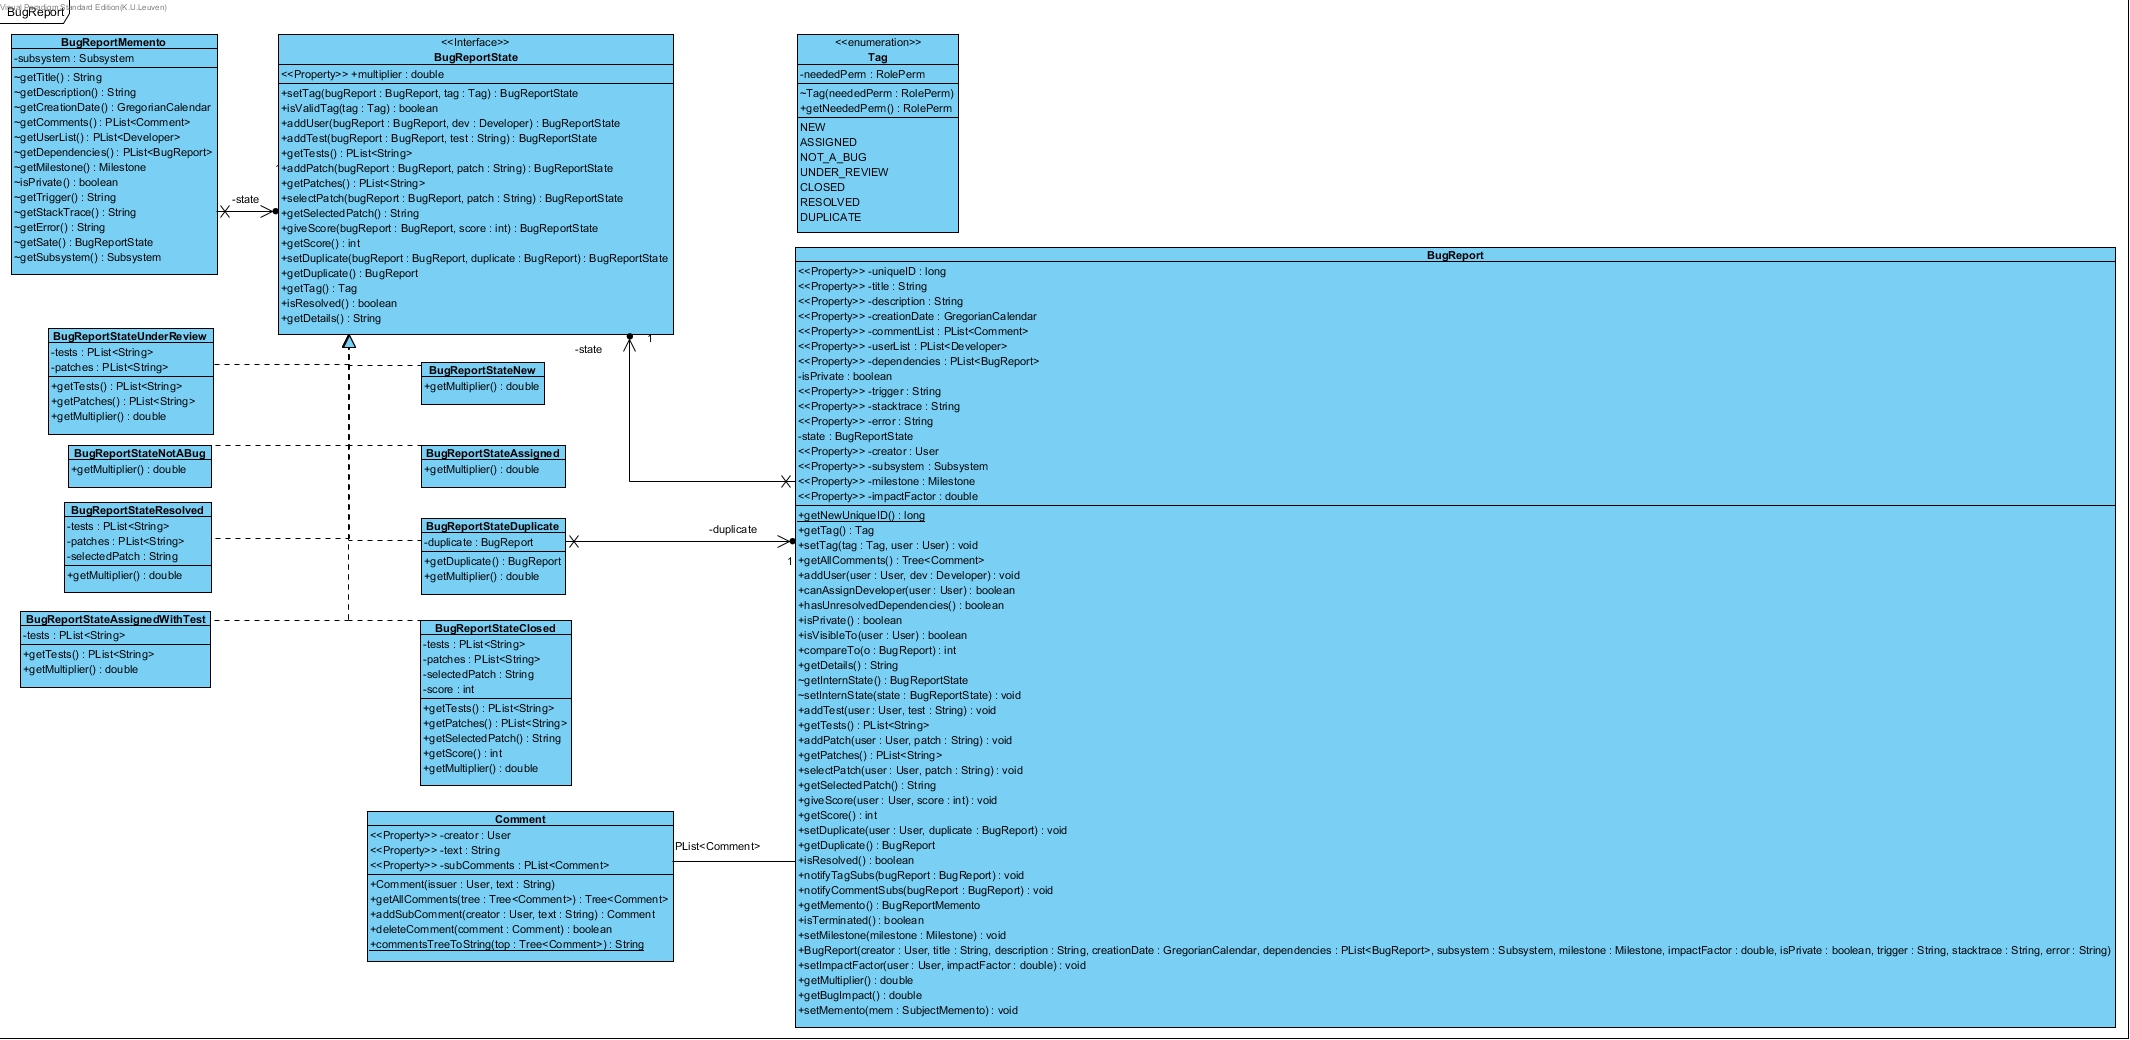 Visual Paradigm Standard Edition(K.U.Leuven)
BugReport
BugReportMemento
-subsystem : Subsystem
~getTitle() : String
~getDescription() : String
~getCreationDate() : GregorianCalendar
~getComments() : PList<Comment>
~getUserList() : PList<Developer>
~getDependencies() : PList<BugReport>
~getMilestone() : Milestone
~isPrivate() : boolean
~getTrigger() : String
~getStackTrace() : String
~getError() : String
~getSate() : BugReportState
~getSubsystem() : Subsystem
-state
<<Interface>>
BugReportState
<<Property>> +multiplier : double
+setTag(bugReport : BugReport, tag : Tag) : BugReportState
+isValidTag(tag : Tag) : boolean
+addUser(bugReport : BugReport, dev : Developer) : BugReportState
+addTest(bugReport : BugReport, test : String) : BugReportState
+getTests() : PList<String>
+addPatch(bugReport : BugReport, patch : String) : BugReportState
+getPatches() : PList<String>
+selectPatch(bugReport : BugReport, patch : String) : BugReportState
+getSelectedPatch() : String
+giveScore(bugReport : BugReport, score : int) : BugReportState
+getScore() : int
+setDuplicate(bugReport : BugReport, duplicate : BugReport) : BugReportState
+getDuplicate() : BugReport
+getTag() : Tag
+isResolved() : boolean
+getDetails() : String
-state
1
<<enumeration>>
Tag
-neededPerm : RolePerm
~Tag(neededPerm : RolePerm)
+getNeededPerm() : RolePerm
NEW
ASSIGNED
NOT_A_BUG
UNDER_REVIEW
CLOSED
RESOLVED
DUPLICATE
BugReportStateUnderReview
-tests : PList<String>
-patches : PList<String>
+getTests() : PList<String>
+getPatches() : PList<String>
+getMultiplier() : double
BugReportStateNew
+getMultiplier() : double
BugReportStateNotABug
+getMultiplier() : double
BugReportStateAssigned
+getMultiplier() : double
BugReportStateResolved
-tests : PList<String>
-patches : PList<String>
-selectedPatch : String
+getMultiplier() : double
BugReportStateDuplicate
-duplicate : BugReport
+getDuplicate() : BugReport
+getMultiplier() : double
-duplicate
1
BugReportStateAssignedWithTest
-tests : PList<String>
+getTests() : PList<String>
+getMultiplier() : double
BugReportStateClosed
-tests : PList<String>
-patches : PList<String>
-selectedPatch : String
-score : int
+getTests() : PList<String>
+getPatches() : PList<String>
+getSelectedPatch() : String
+getScore() : int
+getMultiplier() : double
Comment
<<Property>> -creator : User
<<Property>> -text : String
<<Property>> -subComments : PList<Comment>
+Comment(issuer : User, text : String)
+getAllComments(tree : Tree<Comment>) : Tree<Comment>
+addSubComment(creator : User, text : String) : Comment
+deleteComment(comment : Comment) : boolean
+commentsTreeToString(top : Tree<Comment>) : String
PList<Comment>
BugReport
<<Property>> -uniqueID : long
<<Property>> -title : String
<<Property>> -description : String
<<Property>> -creationDate : GregorianCalendar
<<Property>> -commentList : PList<Comment>
<<Property>> -userList : PList<Developer>
<<Property>> -dependencies : PList<BugReport>
-isPrivate : boolean
<<Property>> -trigger : String
<<Property>> -stacktrace : String
<<Property>> -error : String
-state : BugReportState
<<Property>> -creator : User
<<Property>> -subsystem : Subsystem
<<Property>> -milestone : Milestone
<<Property>> -impactFactor : double
+getNewUniqueID() : long
+getTag() : Tag
+setTag(tag : Tag, user : User) : void
+getAllComments() : Tree<Comment>
+addUser(user : User, dev : Developer) : void
+canAssignDeveloper(user : User) : boolean
+hasUnresolvedDependencies() : boolean
+isPrivate() : boolean
+isVisibleTo(user : User) : boolean
+compareTo(o : BugReport) : int
+getDetails() : String
~getInternState() : BugReportState
~setInternState(state : BugReportState) : void
+addTest(user : User, test : String) : void
+getTests() : PList<String>
+addPatch(user : User, patch : String) : void
+getPatches() : PList<String>
+selectPatch(user : User, patch : String) : void
+getSelectedPatch() : String
+giveScore(user : User, score : int) : void
+getScore() : int
+setDuplicate(user : User, duplicate : BugReport) : void
+getDuplicate() : BugReport
+isResolved() : boolean
+notifyTagSubs(bugReport : BugReport) : void
+notifyCommentSubs(bugReport : BugReport) : void
+getMemento() : BugReportMemento
+isTerminated() : boolean
+setMilestone(milestone : Milestone) : void
+BugReport(creator : User, title : String, description : String, creationDate : GregorianCalendar, dependencies : PList<BugReport>, subsystem : Subsystem, milestone : Milestone, impactFactor : double, isPrivate : boolean, trigger : String, stacktrace : String, error : String)
+setImpactFactor(user : User, impactFactor : double) : void
+getMultiplier() : double
+getBugImpact() : double
+setMemento(mem : SubjectMemento) : void